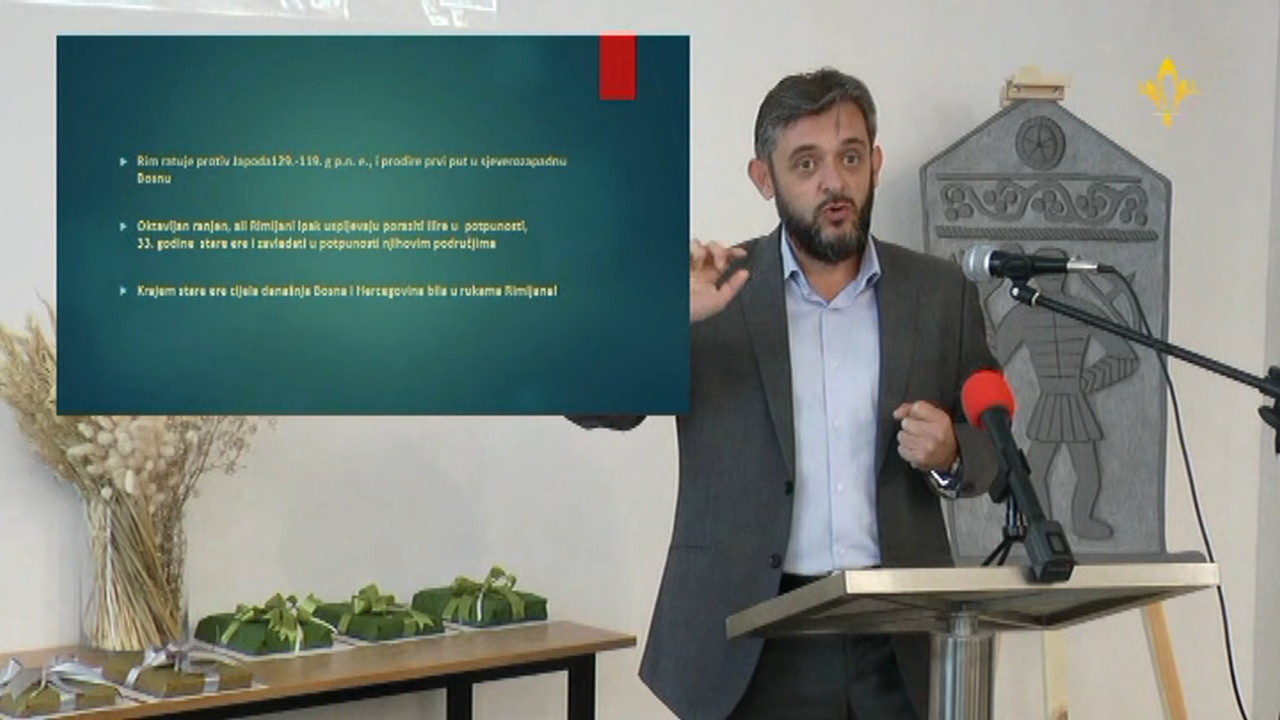 Rim ratuje protiv Japoda129.-119. g p.n. e., i prodire prvi put u sjeverozapadnu
Bosnu
Oktavijan ranjen, ali Rimljani ipak uspijevaju poraziti Ilire u potpunosti,
33. godine stare ere i zavladati u potpunosti njihovim područjima
Krajem stare ere cijela današnja Bosna i Hercegovina bila u rukama Rimljana!